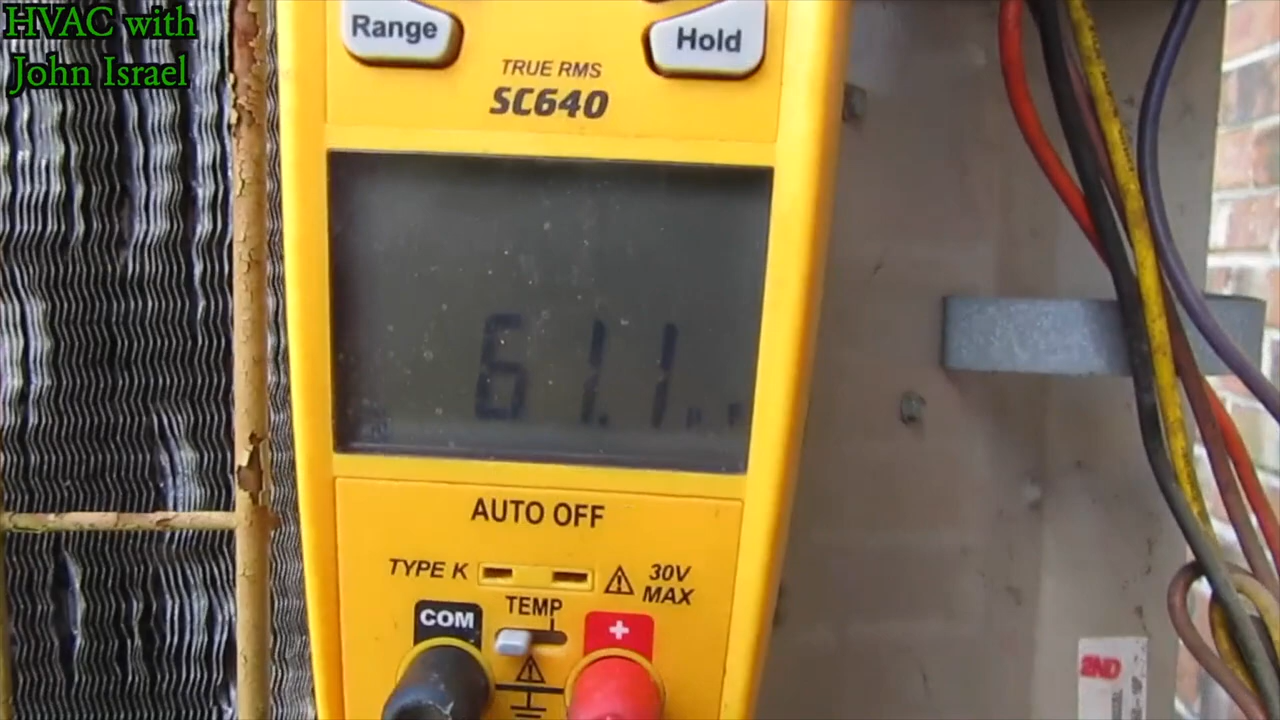 HVAC with
John Israel
Range
Hold
TRUE RMS
SC640
61.1
AUTO OFF
TYPE K
30V
MAX
TEMP
COM
+
2ND